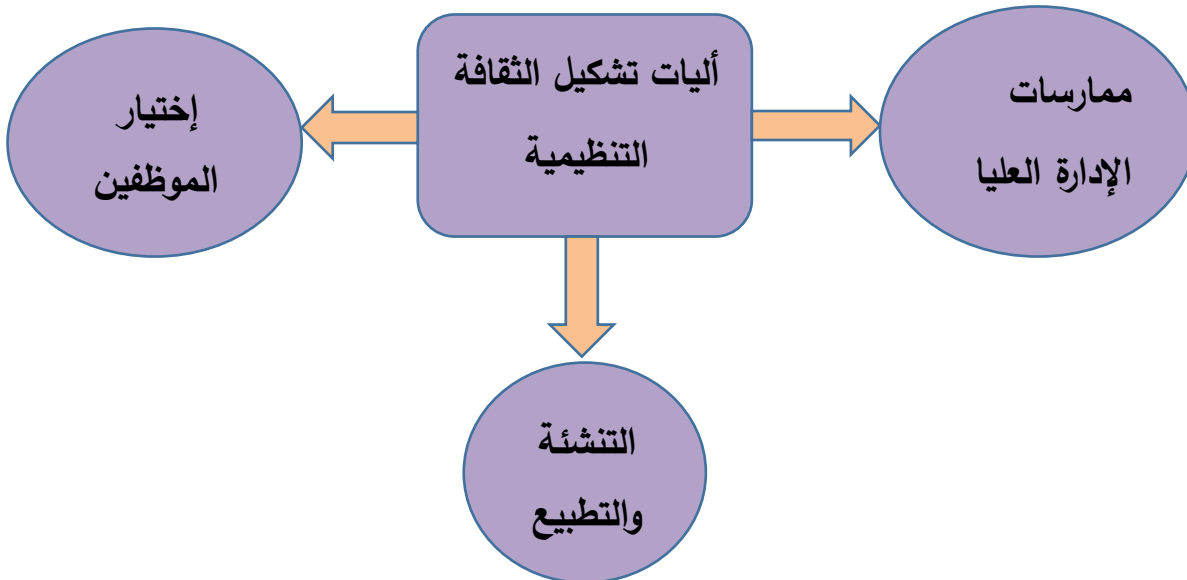 أليات تشكيل الثقافة
التنظيمية
ممارسات
الإدارة العليا
إختيار
الموظفين
التنشئة
والتطبيع